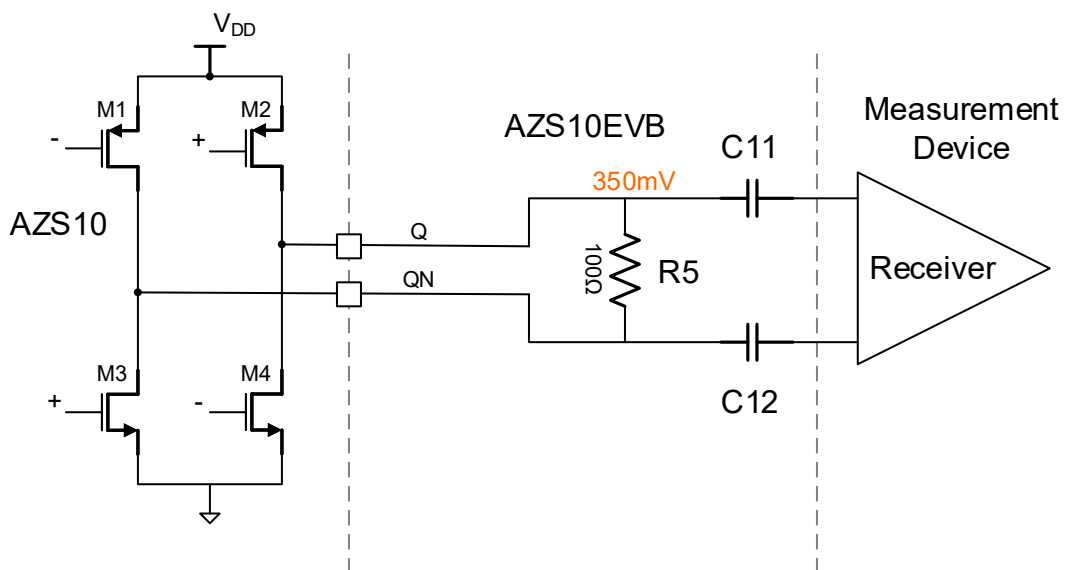 VDD
M1
M2
-
+
AZS10
Q
QN
M3
M4
+
-
AZS10EVB
350mV
100Ω
R5
C11
C12
Measurement
Device
Receiver